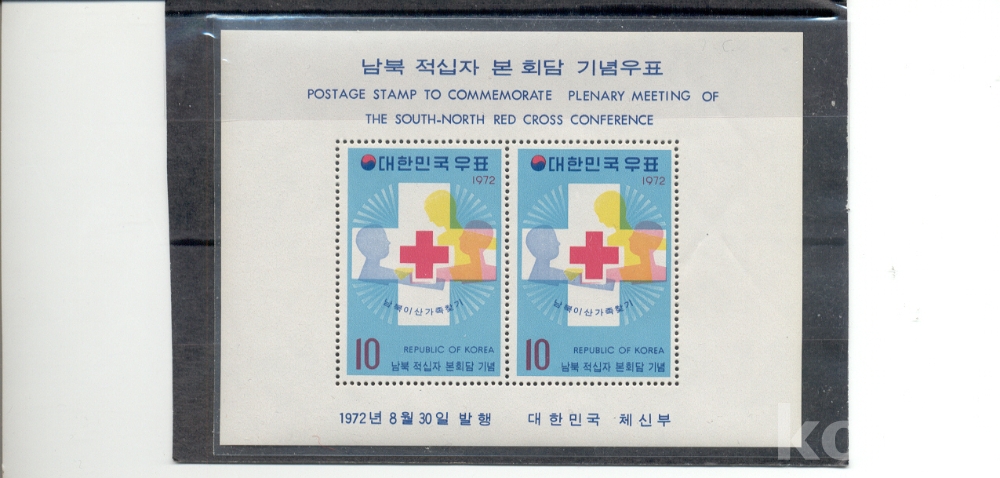 남북 적십자 본 회담 기념우표
POSTAGE STAMP TO COMMEMORATE PLENARY MEETING OF
THE SOUTH-NORTH RED CROSS CONFERENCE
대한민국우표
1972
남북이산가족찾기
10
REPUBLIC OF KOREA
남북 적십자 본회담 기념
대한민국우표
1972
남북이산가족찾기
10
REPUBLIC OF KOREA
남북 적십자 본회담 기념
1972년 8월 30일 발행 대한민국 체신부